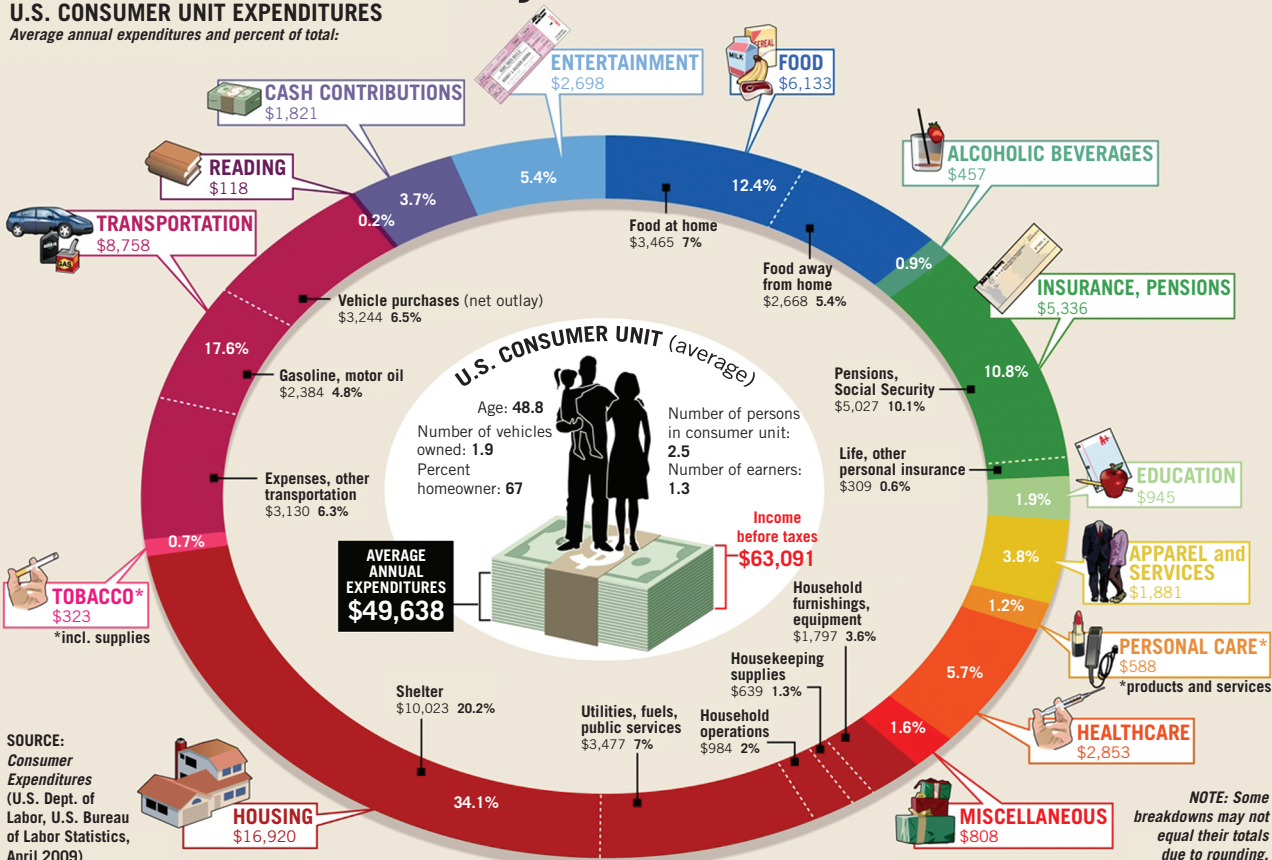 U.S. CONSUMER UNIT EXPENDITURES
Average annual expenditures and percent of total:
ENTERTAINMENT
$2,698
MILK
CEREAL
FOOD
$6,133
CASH CONTRIBUTIONS
$1,821
READING
$118
TRANSPORTATION
$8,758
GAS
ALCOHOLIC BEVERAGES
$457
INSURANCE, PENSIONS
$5,336
EDUCATION
$945
A+
APPAREL and
SERVICES
$1,881
PERSONAL CARE*
$588
*products and services
HEALTHCARE
$2,853
MISCELLANEOUS
$808
HOUSING
$16,920
TOBACCO*
$323
*incl. supplies
5.4%
12.4%
3.7%
0.2%
0.9%
17.6%
10.8%
1.9%
3.8%
1.2%
5.7%
1.6%
34.1%
0.7%
Food at home
$3,465 7%
Food away
from home
$2,668 5.4%
Vehicle purchases (net outlay)
$3,244 6.5%
Gasoline, motor oil
$2,384 4.8%
Expenses, other
transportation
$3,130 6.3%
Pensions,
Social Security
$5,027 10.1%
Life, other
personal insurance
$309 0.6%
U.S. CONSUMER UNIT (average)
Age: 48.8
Number of vehicles
owned: 1.9
Percent
homeowner: 67
Number of persons
in consumer unit:
2.5
Number of earners:
1.3
$
Income
before taxes
$63,091
AVERAGE
ANNUAL
EXPENDITURES
$49,638
Household
furnishings,
equipment
$1,797 3.6%
Housekeeping
supplies
$639 1.3%
Household
operations
$984 2%
Utilities, fuels,
public services
$3,477 7%
Shelter
$10,023 20.2%
SOURCE:
Consumer
Expenditures
(U.S. Dept. of
Labor, U.S. Bureau
of Labor Statistics,
April 2009)
NOTE: Some
breakdowns may not
equal their totals
due to rounding.